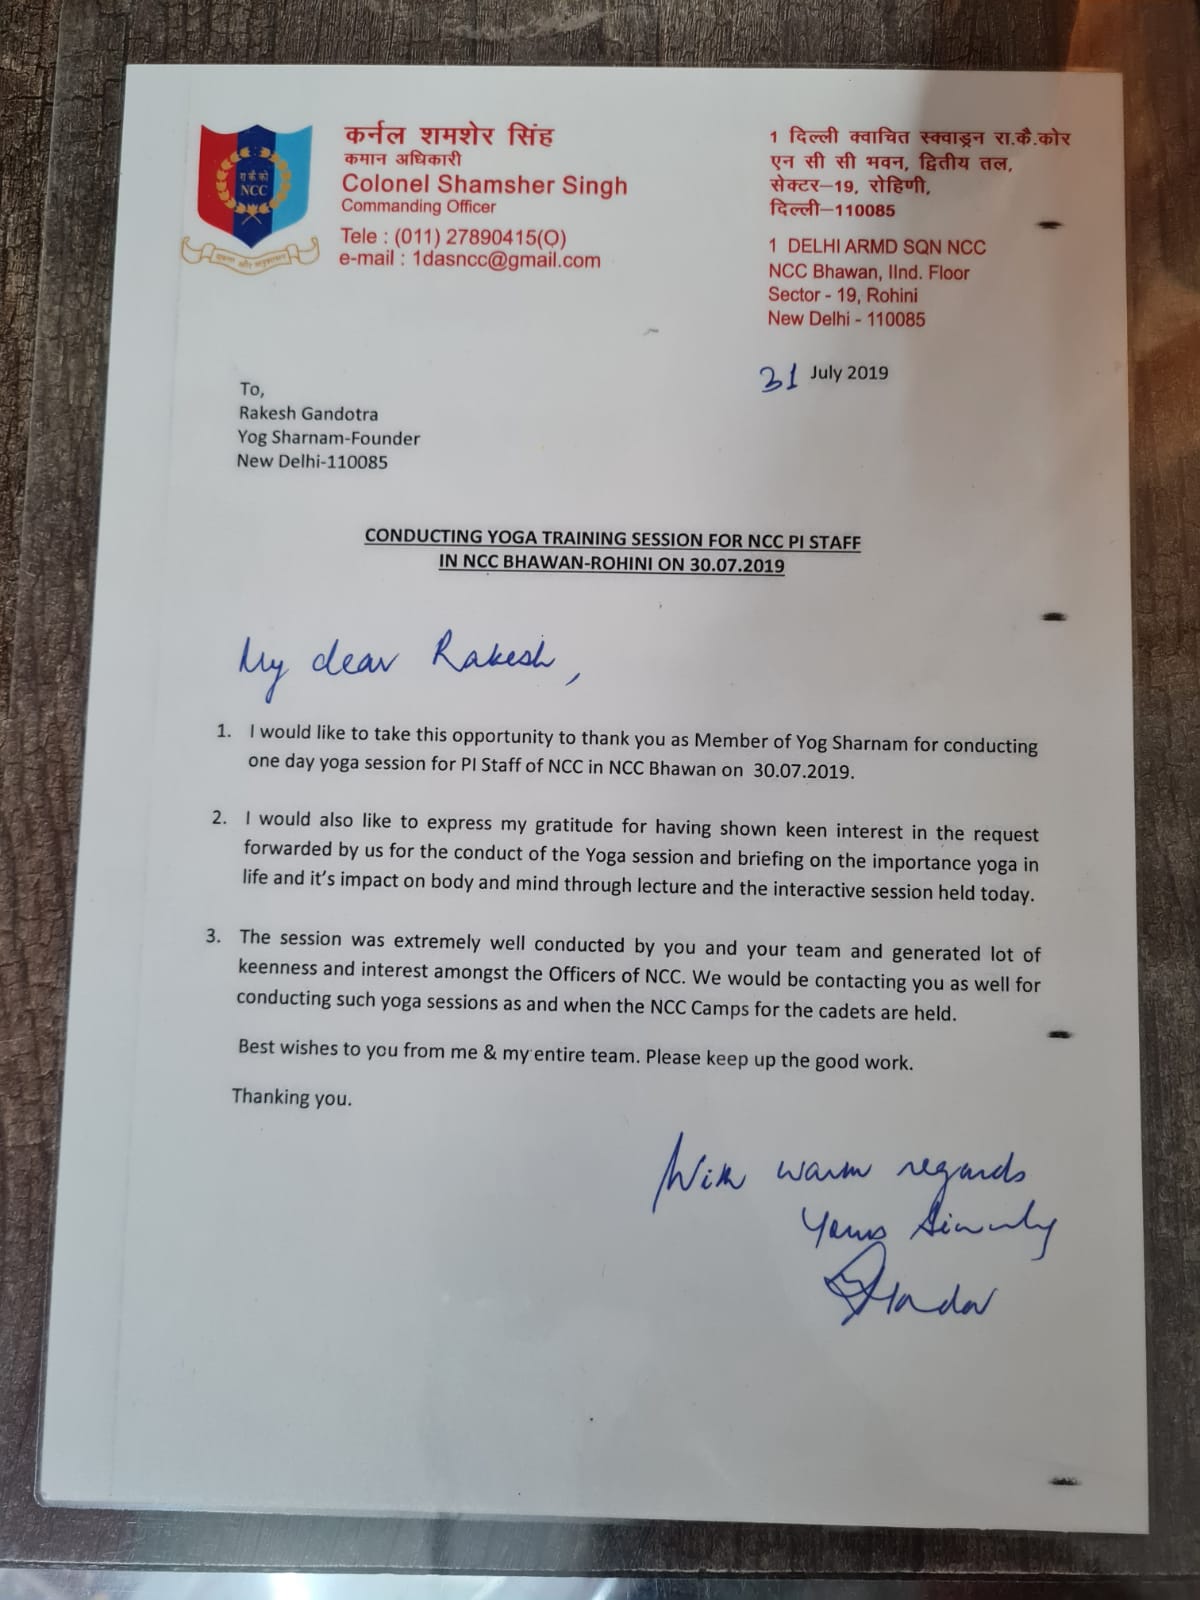 रा कै को
NCC
एकता और अनुशासन
कर्नल शमशेर सिंह
कमान अधिकारी
Colonel Shamsher Singh
Commanding Officer
Tele : (011) 27890415(O)
e-mail : 1dasncc@gmail.com
1 दिल्ली क्वाचित स्क्वाड्रन रा.कै.कोर
एन सी सी भवन, द्वितीय तल,
सेक्टर–19, रोहिणी,
दिल्ली–110085
1 DELHI ARMD SQN NCC
NCC Bhawan, IInd. Floor
Sector - 19, Rohini
New Delhi - 110085
31 July 2019
To,
Rakesh Gandotra
Yog Sharnam-Founder
New Delhi-110085
CONDUCTING YOGA TRAINING SESSION FOR NCC PI STAFF
IN NCC BHAWAN-ROHINI ON 30.07.2019
My dear Rakesh,
1. I would like to take this opportunity to thank you as Member of Yog Sharnam for conducting
one day yoga session for PI Staff of NCC in NCC Bhawan on 30.07.2019.
2. I would also like to express my gratitude for having shown keen interest in the request
forwarded by us for the conduct of the Yoga session and briefing on the importance yoga in
life and it's impact on body and mind through lecture and the interactive session held today.
3. The session was extremely well conducted by you and your team and generated lot of
keenness and interest amongst the Officers of NCC. We would be contacting you as well for
conducting such yoga sessions as and when the NCC Camps for the cadets are held.
Best wishes to you from me & my entire team. Please keep up the good work.
Thanking you.
With warm regards
Yours Sincerely